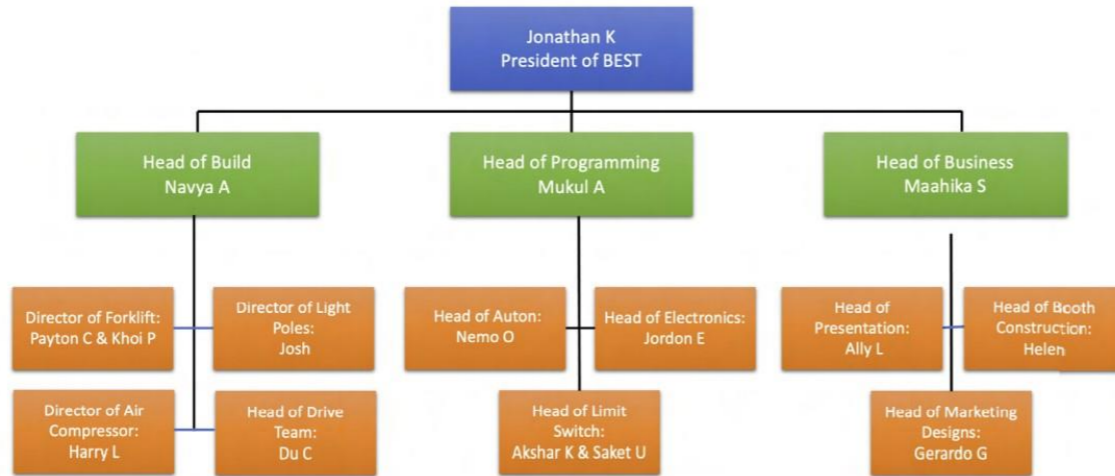 Jonathan K
President of BEST
Head of Build
Navya A
Head of Programming
Mukul A
Head of Business
Maahika S
Director of Forklift:
Payton C & Khoi P
Director of Light
Poles:
Josh
Head of Auton:
Nemo O
Head of Electronics:
Jordon E
Head of
Presentation:
Ally L
Head of Booth
Construction:
Helen
Director of Air
Compressor:
Harry L
Head of Drive
Team:
Du C
Head of Limit
Switch:
Akshar K & Saket U
Head of Marketing
Designs:
Gerardo G